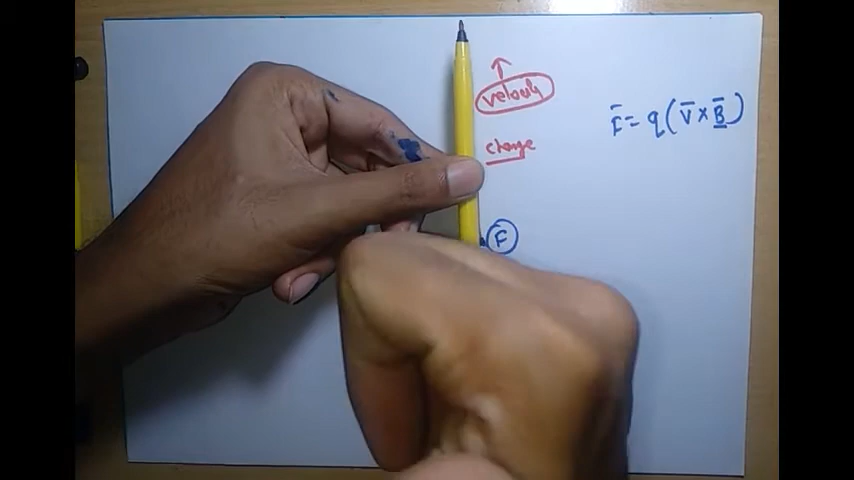 velocity
charge
F̄ = q(V̄ × B̄)
F